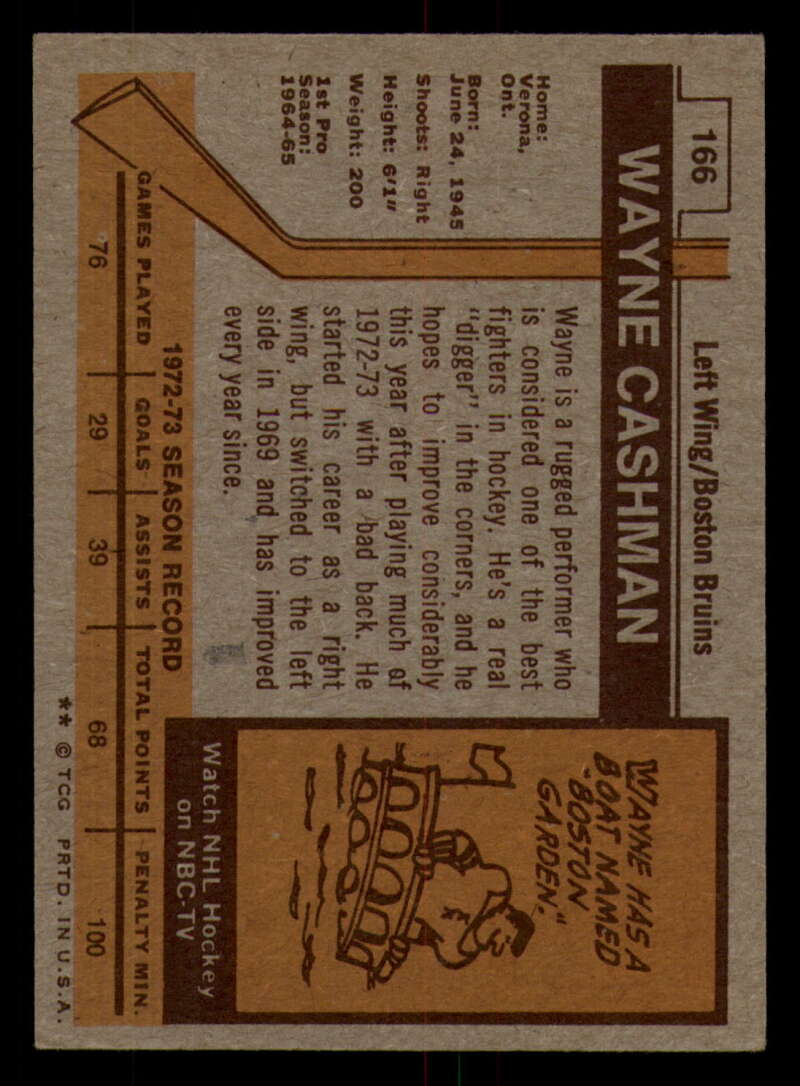 166
Left Wing/Boston Bruins
WAYNE CASHMAN
Home:
Verona,
Ont.
Born:
June 24, 1945
Shoots: Right
Height: 6'1"
Weight: 200
1st Pro
Season:
1964-65
Wayne is a rugged performer who
is considered one of the best
fighters in hockey. He's a real
"digger" in the corners, and he
hopes to improve considerably
this year after playing much of
1972-73 with a bad back. He
started his career as a right
wing, but switched to the left
side in 1969 and has improved
every year since.
WAYNE HAS A
BOAT NAMED
"BOSTON
GARDEN."
Watch NHL Hockey
on NBC-TV
1972-73 SEASON RECORD
GAMES PLAYED GOALS ASSISTS TOTAL POINTS PENALTY MIN.
76 29 39 68 100
** © TCG PRTD. IN U.S.A.